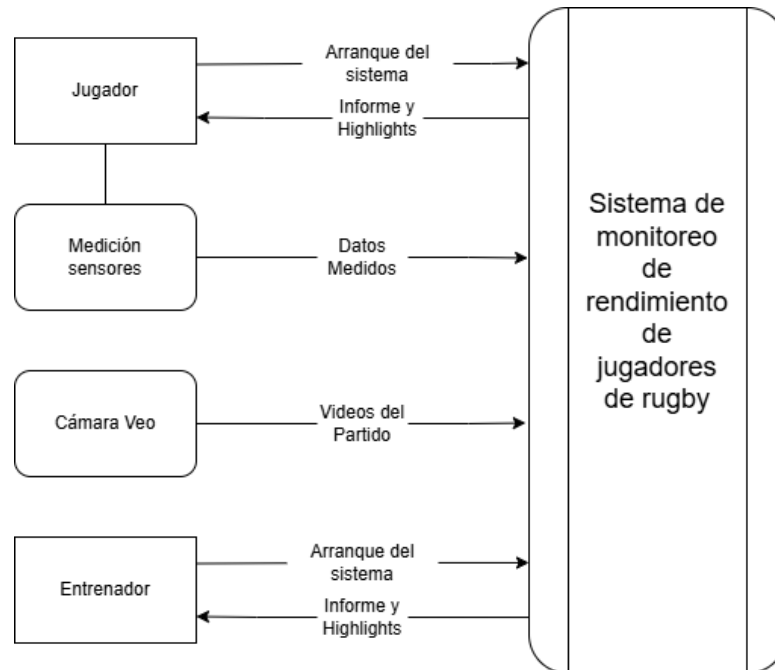 Jugador
Arranque del
sistema
Informe y
Highlights
Medición
sensores
Datos
Medidos
Cámara Veo
Videos del
Partido
Entrenador
Arranque del
sistema
Informe y
Highlights
Sistema de
monitoreo
de
rendimiento
de
jugadores
de rugby